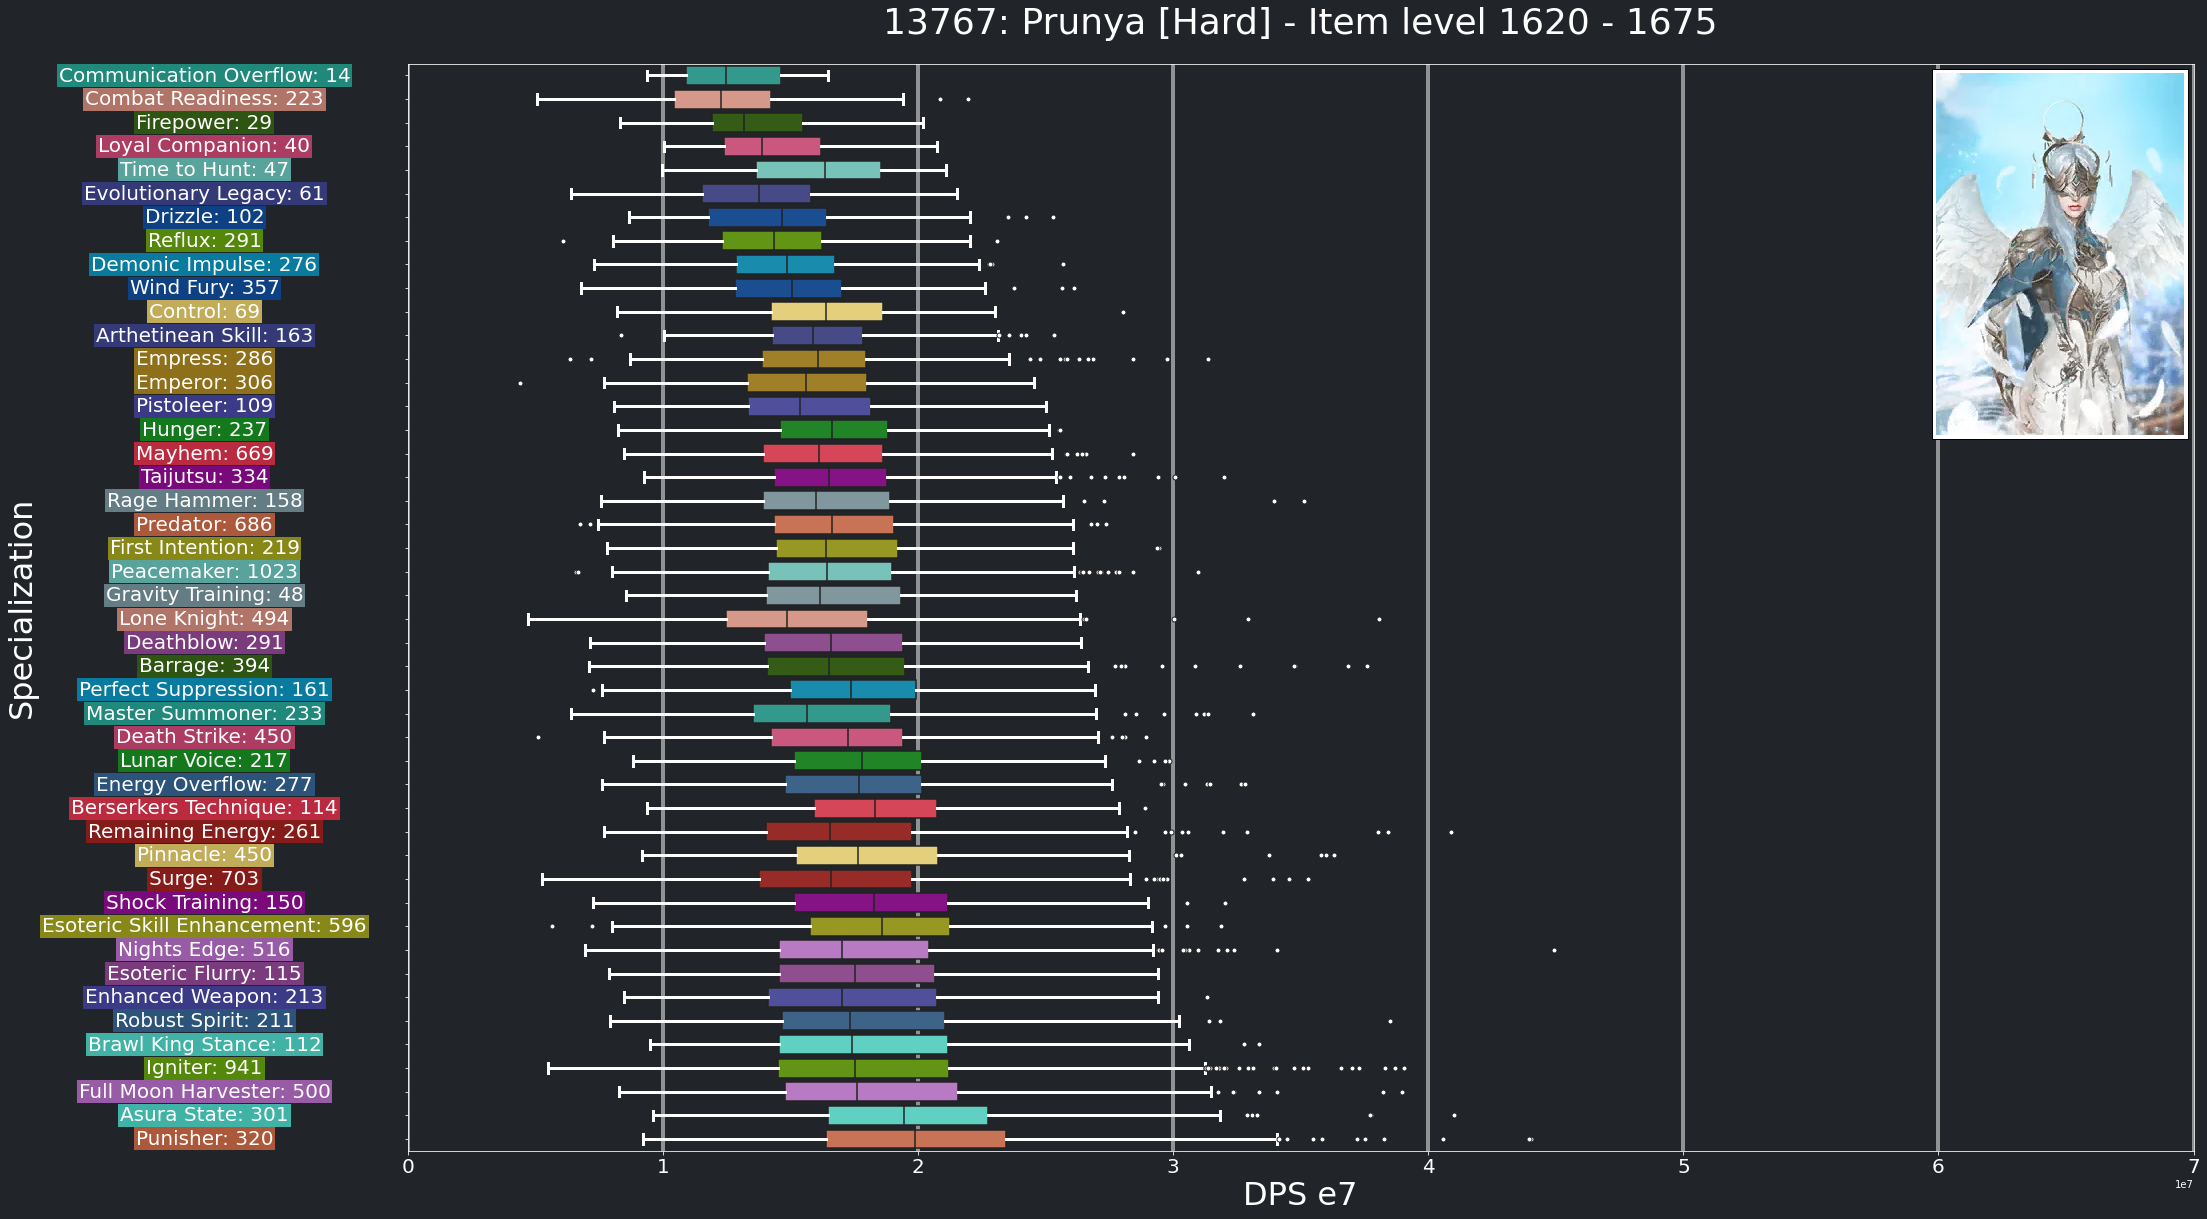 13767: Prunya [Hard] - Item level 1620 - 1675
Specialization
Communication Overflow: 14
Combat Readiness: 223
Firepower: 29
Loyal Companion: 40
Time to Hunt: 47
Evolutionary Legacy: 61
Drizzle: 102
Reflux: 291
Demonic Impulse: 276
Wind Fury: 357
Control: 69
Arthetinean Skill: 163
Empress: 286
Emperor: 306
Pistoleer: 109
Hunger: 237
Mayhem: 669
Taijutsu: 334
Rage Hammer: 158
Predator: 686
First Intention: 219
Peacemaker: 1023
Gravity Training: 48
Lone Knight: 494
Deathblow: 291
Barrage: 394
Perfect Suppression: 161
Master Summoner: 233
Death Strike: 450
Lunar Voice: 217
Energy Overflow: 277
Berserkers Technique: 114
Remaining Energy: 261
Pinnacle: 450
Surge: 703
Shock Training: 150
Esoteric Skill Enhancement: 596
Nights Edge: 516
Esoteric Flurry: 115
Enhanced Weapon: 213
Robust Spirit: 211
Brawl King Stance: 112
Igniter: 941
Full Moon Harvester: 500
Asura State: 301
Punisher: 320
0 1 2 3 4 5 6 7
1e7
DPS e7